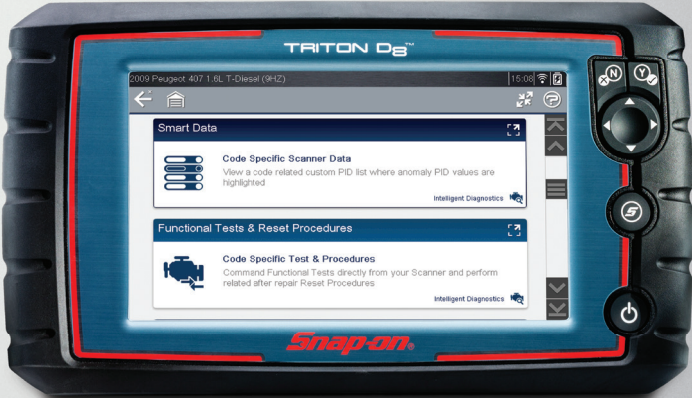 TRITON D8™
2009 Peugeot 407 1.6L T-Diesel (9HZ) 15:08
Smart Data
Code Specific Scanner Data
View a code related custom PID list where anomaly PID values are
highlighted
Intelligent Diagnostics
Functional Tests & Reset Procedures
Code Specific Test & Procedures
Command Functional Tests directly from your Scanner and perform
related after repair Reset Procedures
Intelligent Diagnostics
Snap-on®
N
Y
S